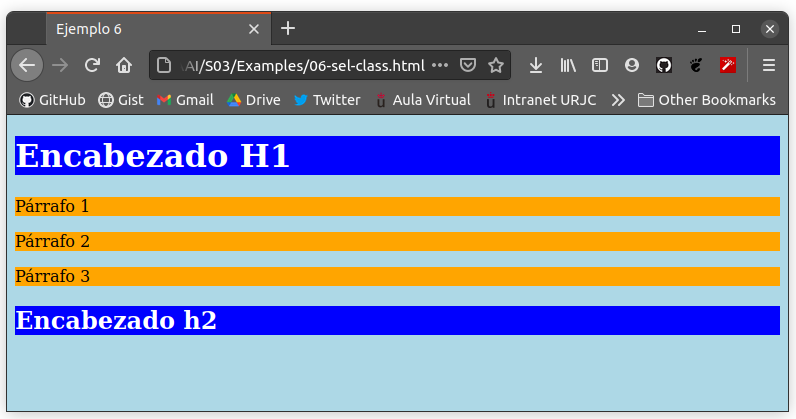 Ejemplo 6
AI/S03/Examples/06-sel-class.html
GitHub Gist Gmail Drive Twitter Aula Virtual Intranet URJC Other Bookmarks
Encabezado H1
Párrafo 1
Párrafo 2
Párrafo 3
Encabezado h2